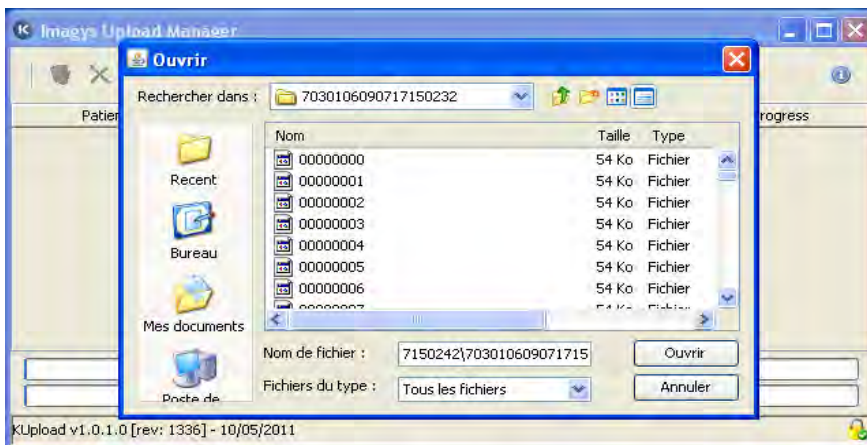 Imagys Upload Manager
Ouvrir
Rechercher dans : 7030106090717150232
Patien
rogress
Nom Taille Type
00000000 54 Ko Fichier
00000001 54 Ko Fichier
00000002 54 Ko Fichier
00000003 54 Ko Fichier
00000004 54 Ko Fichier
00000005 54 Ko Fichier
00000006 54 Ko Fichier
Recent
Bureau
Mes documents
Poste de
Nom de fichier : 7150242\703010609071715 Ouvrir
Fichiers du type : Tous les fichiers Annuler
KUpload v1.0.1.0 [rev: 1336] - 10/05/2011